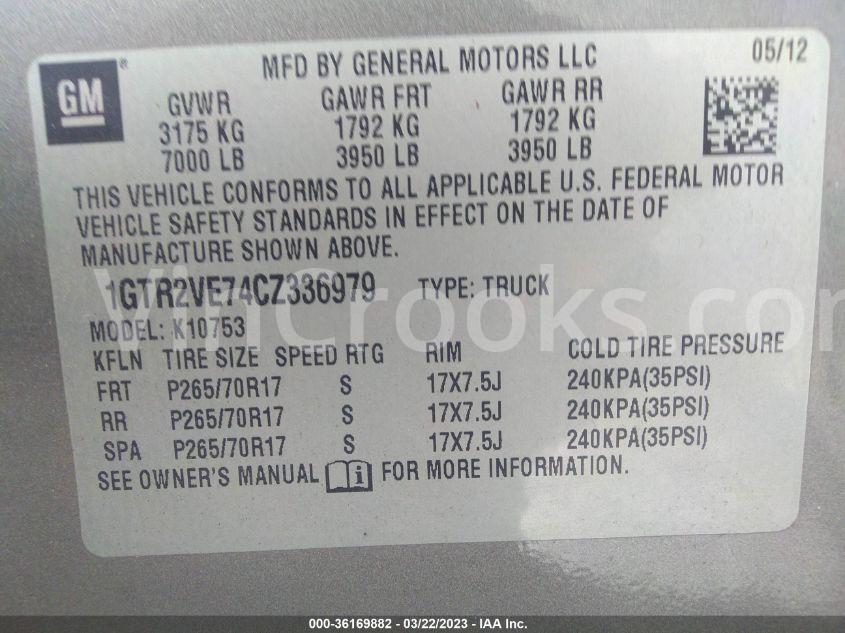 GM®
MFD BY GENERAL MOTORS LLC
05/12
GVWR GAWR FRT GAWR RR
3175 KG 1792 KG 1792 KG
7000 LB 3950 LB 3950 LB
THIS VEHICLE CONFORMS TO ALL APPLICABLE U.S. FEDERAL MOTOR
VEHICLE SAFETY STANDARDS IN EFFECT ON THE DATE OF
MANUFACTURE SHOWN ABOVE.
1GTR2VE74CZ336979 TYPE: TRUCK
VinCrooks.com
MODEL: K10753
KFLN TIRE SIZE SPEED RTG RIM COLD TIRE PRESSURE
FRT P265/70R17 S 17X7.5J 240KPA(35PSI)
RR P265/70R17 S 17X7.5J 240KPA(35PSI)
SPA P265/70R17 S 17X7.5J 240KPA(35PSI)
SEE OWNER'S MANUAL i FOR MORE INFORMATION.
000-36169882 - 03/22/2023 - IAA Inc.